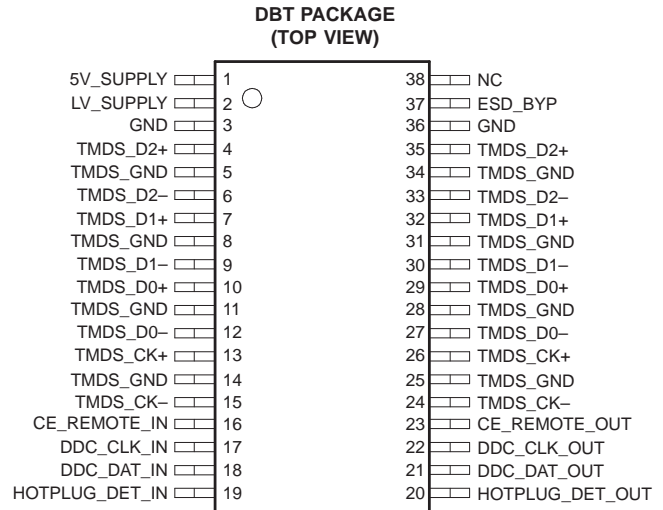 DBT PACKAGE
(TOP VIEW)
5V_SUPPLY 1 38 NC
LV_SUPPLY 2 37 ESD_BYP
GND 3 36 GND
TMDS_D2+ 4 35 TMDS_D2+
TMDS_GND 5 34 TMDS_GND
TMDS_D2– 6 33 TMDS_D2–
TMDS_D1+ 7 32 TMDS_D1+
TMDS_GND 8 31 TMDS_GND
TMDS_D1– 9 30 TMDS_D1–
TMDS_D0+ 10 29 TMDS_D0+
TMDS_GND 11 28 TMDS_GND
TMDS_D0– 12 27 TMDS_D0–
TMDS_CK+ 13 26 TMDS_CK+
TMDS_GND 14 25 TMDS_GND
TMDS_CK– 15 24 TMDS_CK–
CE_REMOTE_IN 16 23 CE_REMOTE_OUT
DDC_CLK_IN 17 22 DDC_CLK_OUT
DDC_DAT_IN 18 21 DDC_DAT_OUT
HOTPLUG_DET_IN 19 20 HOTPLUG_DET_OUT